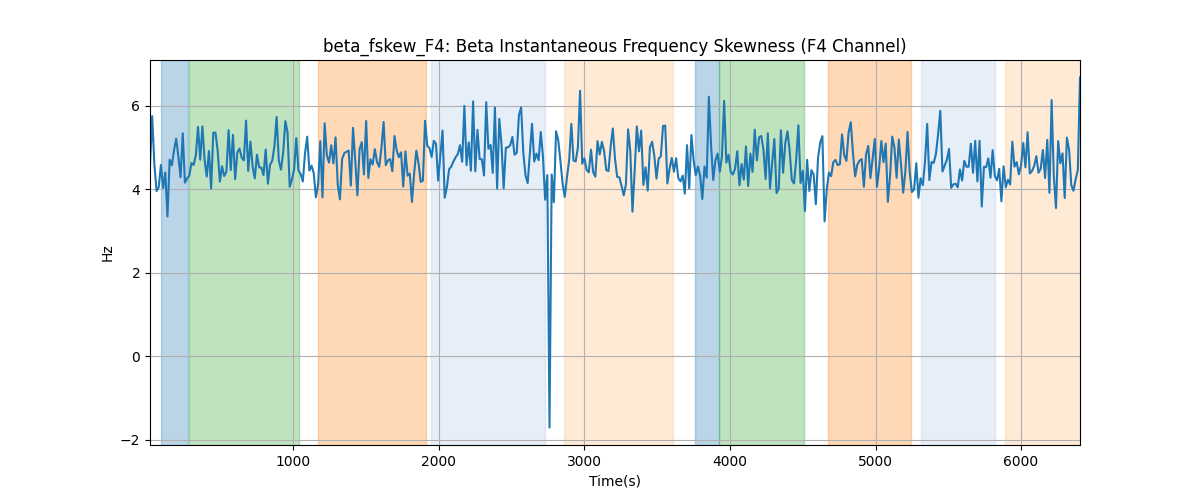 beta_fskew_F4: Beta Instantaneous Frequency Skewness (F4 Channel)
6
4
2
0
−2
Hz
1000 2000 3000 4000 5000 6000
Time(s)